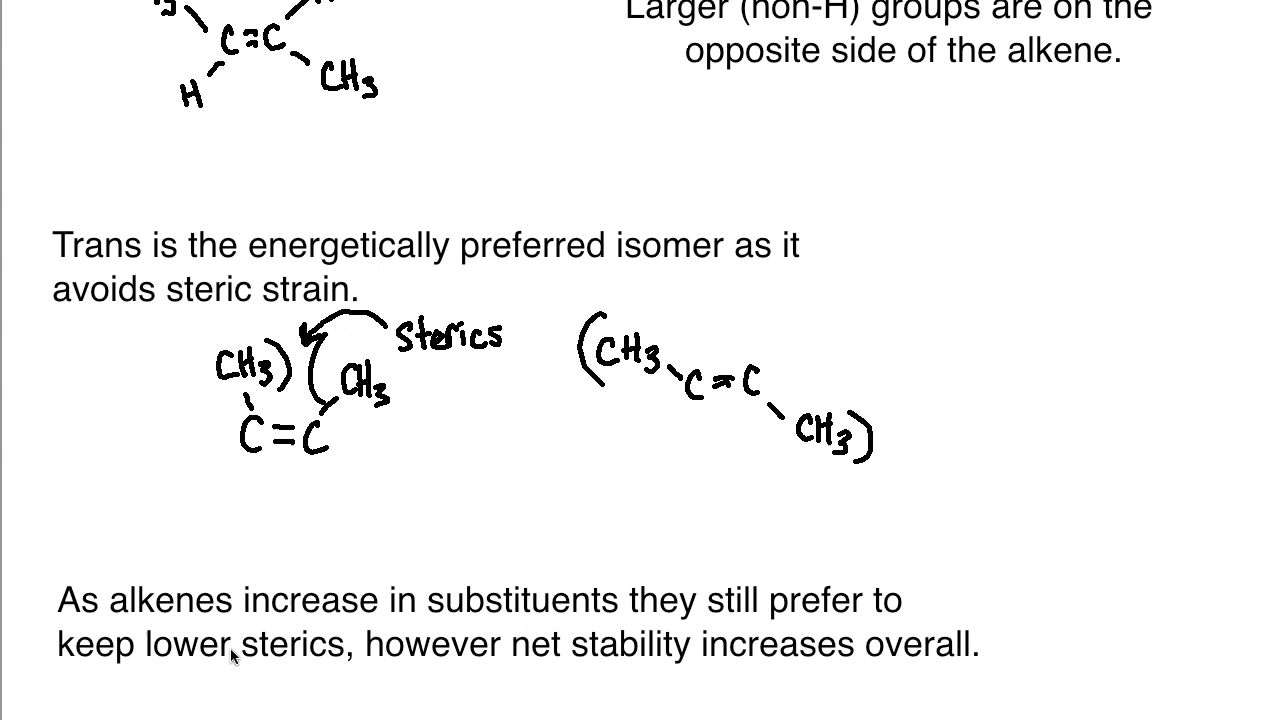 Larger (non-H) groups are on the
C=C
opposite side of the alkene.
CH3
H
Trans is the energetically preferred isomer as it
avoids steric strain.
Sterics
CH3) (CH3
C=C
(CH3
C=C
CH3)
As alkenes increase in substituents they still prefer to
keep lower sterics, however net stability increases overall.